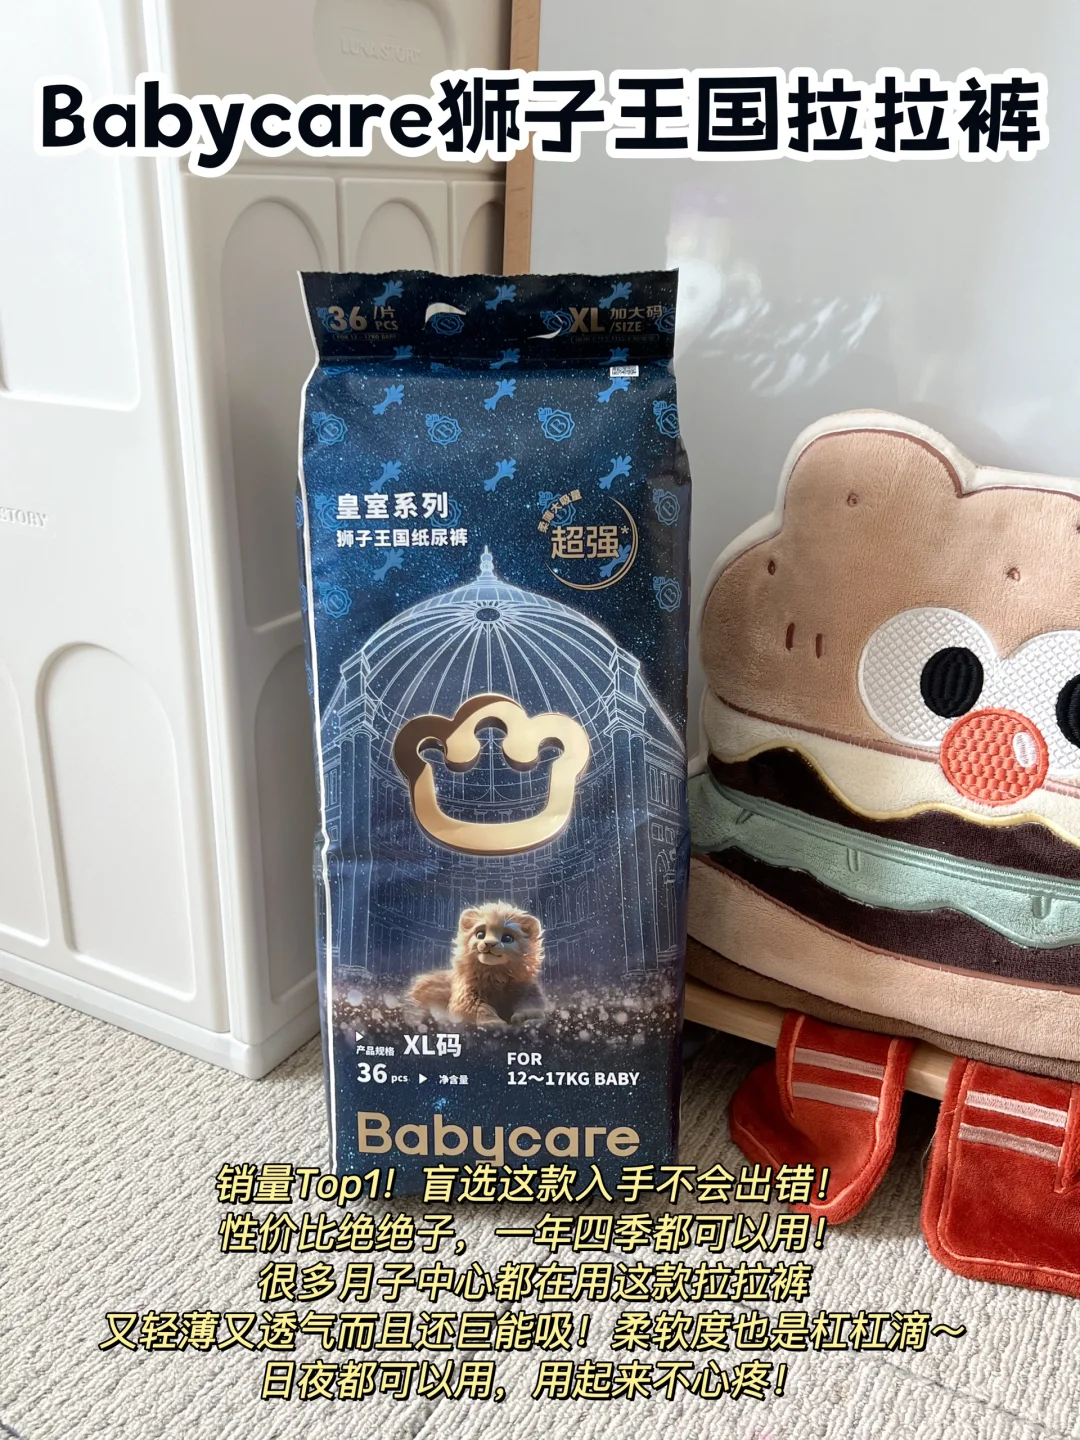 LUNASTORY
Babycare狮子王国拉拉裤
36/片
PCS
XL加大码
/SIZE
STORY
皇室系列
狮子王国纸尿裤
超强*
产品规格 XL码
36 pcs 净含量
FOR
12～17KG BABY
Babycare
销量Top1！盲选这款入手不会出错！
性价比绝绝子，一年四季都可以用！
很多月子中心都在用这款拉拉裤
又轻薄又透气而且还巨能吸！柔软度也是杠杠滴～
日夜都可以用，用起来不心疼！